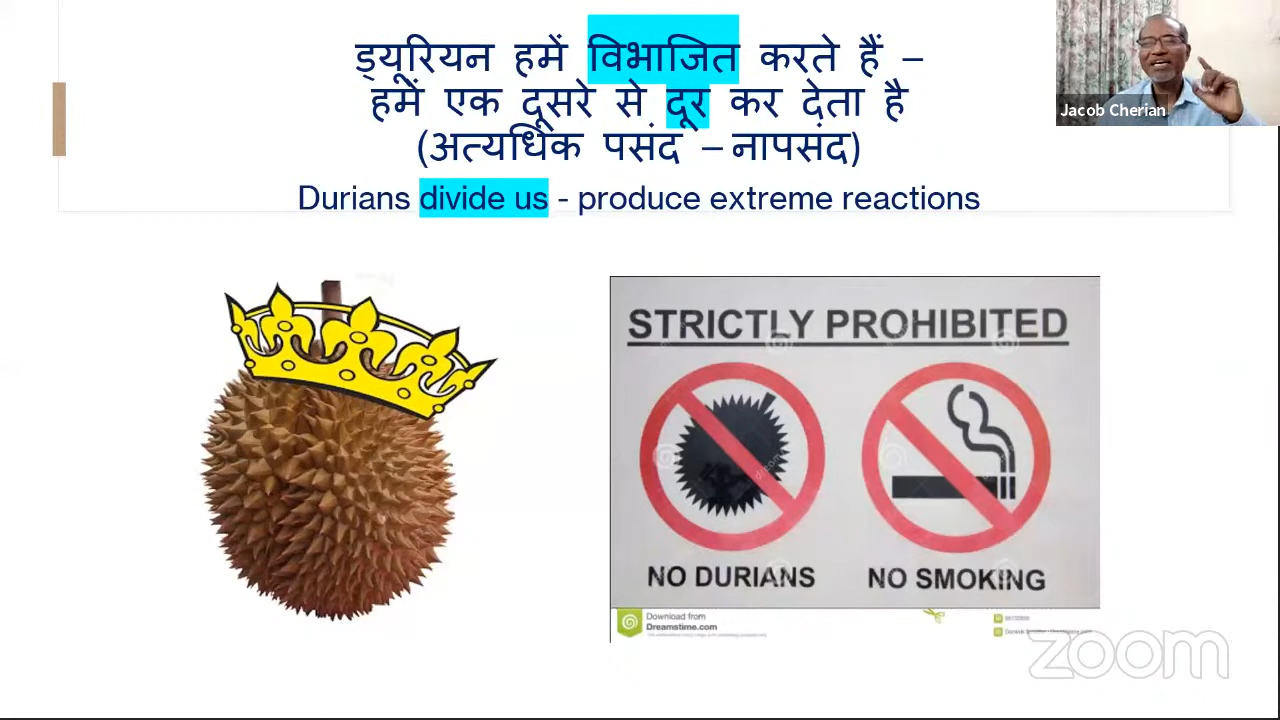 ड्यूरियन हमें विभाजित करते हैं –
हमें एक दूसरे से दूर कर देता है
(अत्यधिक पसंद – नापसंद)
Durians divide us - produce extreme reactions
Jacob Cherian
STRICTLY PROHIBITED
NO DURIANS
NO SMOKING
Download from
Dreamstime.com
zoom